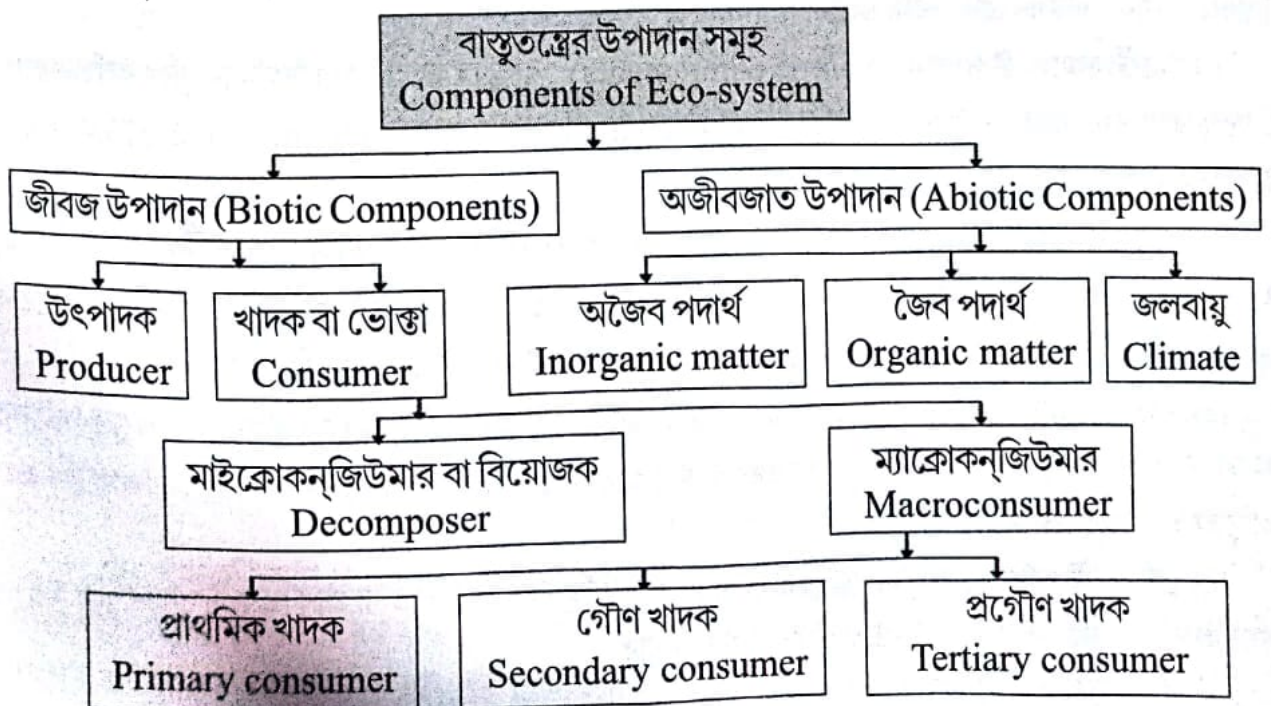 বাস্তুতন্ত্রের উপাদান সমূহ
Components of Eco-system
জীবজ উপাদান (Biotic Components)
অজীবজাত উপাদান (Abiotic Components)
উৎপাদক
Producer
খাদক বা ভোক্তা
Consumer
অজৈব পদার্থ
Inorganic matter
জৈব পদার্থ
Organic matter
জলবায়ু
Climate
মাইক্রোকন্‌জিউমার বা বিয়োজক
Decomposer
ম্যাক্রোকন্‌জিউমার
Macroconsumer
প্রাথমিক খাদক
Primary consumer
গৌণ খাদক
Secondary consumer
প্রগৌণ খাদক
Tertiary consumer